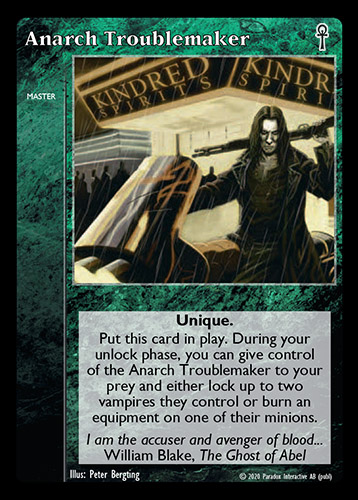 Anarch Troublemaker
MASTER
KINDRED
SPIRITS
KINDR
SPIRI
Unique.
Put this card in play. During your
unlock phase, you can give control
of the Anarch Troublemaker to your
prey and either lock up to two
vampires they control or burn an
equipment on one of their minions.
I am the accuser and avenger of blood...
William Blake, The Ghost of Abel
Illus: Peter Bergting
© 2020 Paradox Interactive AB (publ)